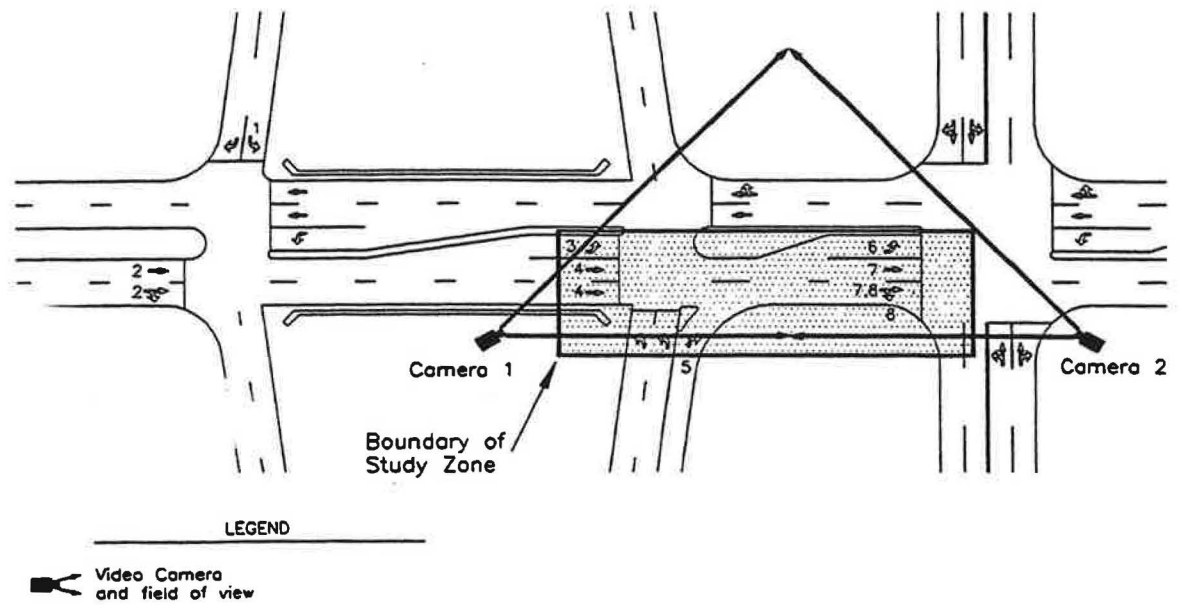 1
2
2
3
4
4
5
6
7
7,8
8
Camera 1
Camera 2
Boundary of
Study Zone
LEGEND
Video Camera
and field of view